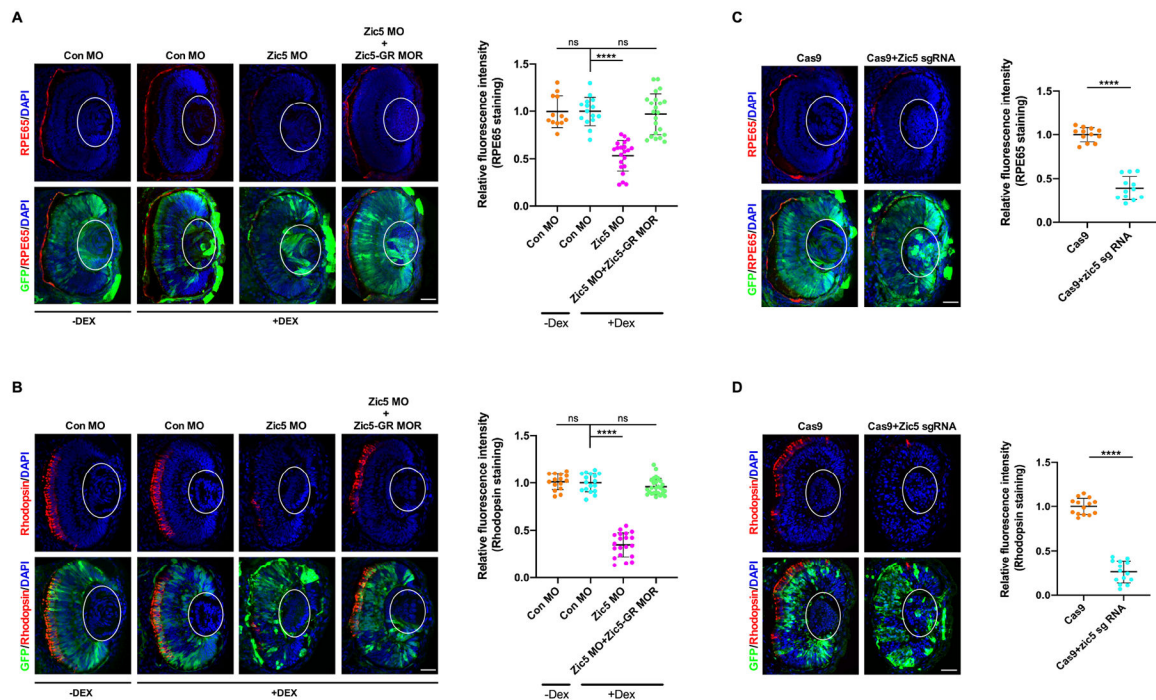 A
Con MO
Con MO
Zic5 MO
Zic5 MO
+
Zic5-GR MOR
RPE65/DAPI
GFP/RPE65/DAPI
-DEX
+DEX
Relative fluorescence intensity
(RPE65 staining)
2.0
1.5
1.0
0.5
0.0
ns
ns
****
Con MO
Con MO
Zic5 MO
Zic5 MO+Zic5-GR MOR
-Dex
+Dex
C
Cas9
Cas9+Zic5 sgRNA
RPE65/DAPI
GFP/RPE65/DAPI
Relative fluorescence intensity
(RPE65 staining)
1.5
1.0
0.5
0.0
****
Cas9
Cas9+zic5 sg RNA
B
Con MO
Con MO
Zic5 MO
Zic5 MO
+
Zic5-GR MOR
Rhodopsin/DAPI
GFP/Rhodopsin/DAPI
-DEX
+DEX
Relative fluorescence intensity
(Rhodopsin staining)
1.5
1.0
0.5
0.0
ns
ns
****
Con MO
Con MO
Zic5 MO
Zic5 MO+Zic5-GR MOR
-Dex
+Dex
D
Cas9
Cas9+Zic5 sgRNA
Rhodopsin/DAPI
GFP/Rhodopsin/DAPI
Relative fluorescence intensity
(Rhodopsin staining)
1.5
1.0
0.5
0.0
****
Cas9
Cas9+zic5 sg RNA